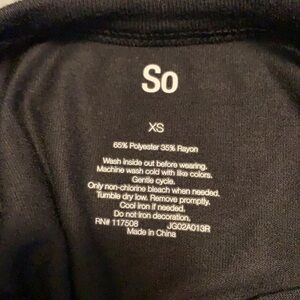 So
XS
65% Polyester 35% Rayon
Wash inside out before wearing.
Machine wash cold with like colors.
Gentle cycle.
Only non-chlorine bleach when needed.
Tumble dry low. Remove promptly.
Cool iron if needed.
Do not iron decoration.
RN# 117508 JG02A013R
Made in China